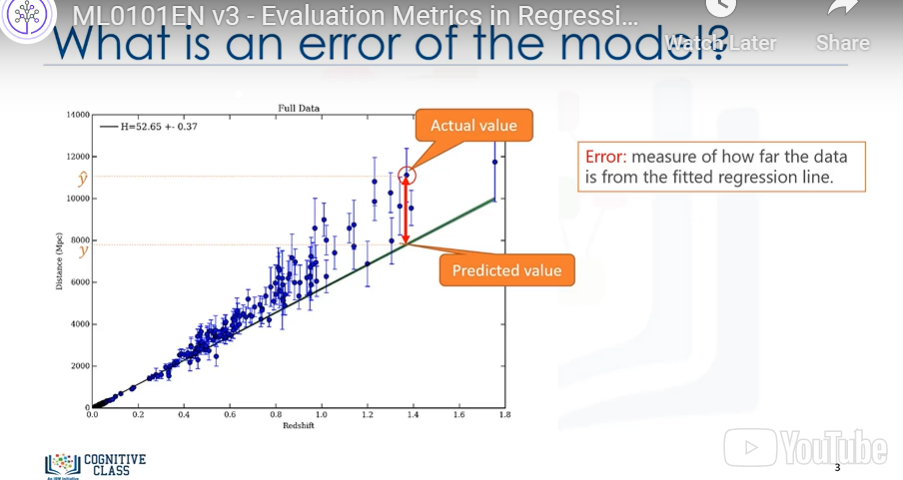 ML0101EN v3 - Evaluation Metrics in Regressi...
What is an error of the model?
Watch Later
Share
Full Data
14000
12000
10000
8000
6000
4000
2000
0
ŷ
y
Distance (Mpc)
H=52.65 +- 0.37
Actual value
Predicted value
0.0 0.2 0.4 0.6 0.8 1.0 1.2 1.4 1.6 1.8
Redshift
Error: measure of how far the data
is from the fitted regression line.
COGNITIVE
CLASS
An IBM Initiative
YouTube
3